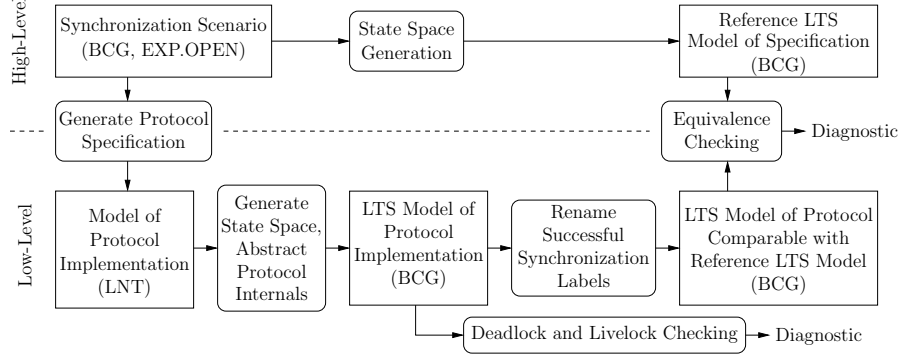 High-Level
Synchronization Scenario
(BCG, EXP.OPEN)
State Space
Generation
Reference LTS
Model of Specification
(BCG)
Generate Protocol
Specification
Equivalence
Checking
Diagnostic
Low-Level
Model of
Protocol
Implementation
(LNT)
Generate
State Space,
Abstract
Protocol
Internals
LTS Model of
Protocol
Implementation
(BCG)
Rename
Successful
Synchronization
Labels
LTS Model of Protocol
Comparable with
Reference LTS Model
(BCG)
Deadlock and Livelock Checking
Diagnostic